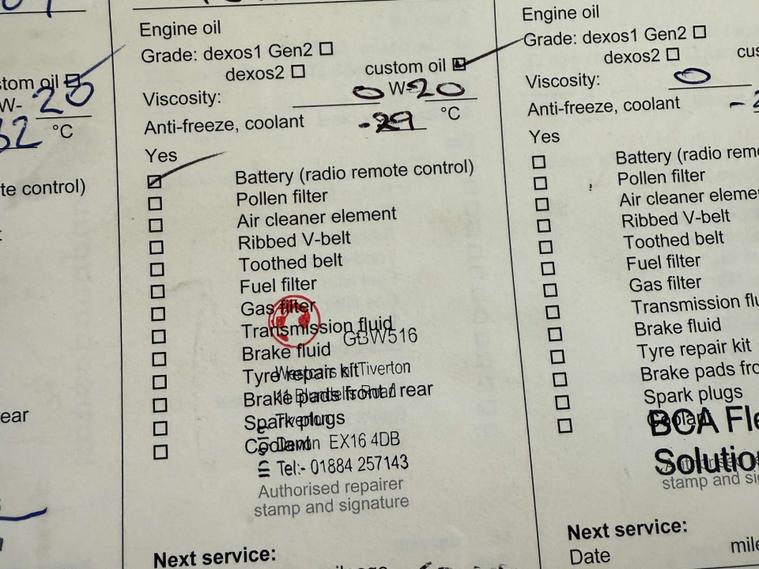 Engine oil
Grade: dexos1 Gen2
dexos2 custom oil
Viscosity: 0 W-20
Anti-freeze, coolant -29 °C
Yes
Battery (radio remote control)
Pollen filter
Air cleaner element
Ribbed V-belt
Toothed belt
Fuel filter
Gas filter
Transmission fluid
GBW516
Brake fluid
Tyre repair kit
Tiverton
Brake pads front / rear
Spark plugs
Coolant
Devon EX16 4DB
Tel:- 01884 257143
Authorised repairer
stamp and signature
Next service:
stom oil
W- 20
32 °C
te control)
ear
Engine oil
Grade: dexos1 Gen2
dexos2 cus
Viscosity: 0
Anti-freeze, coolant -2
Yes
Battery (radio remo
Pollen filter
Air cleaner eleme
Ribbed V-belt
Toothed belt
Fuel filter
Gas filter
Transmission flu
Brake fluid
Tyre repair kit
Brake pads fro
Spark plugs
Coolant
BCA Fle
Solutio
stamp and si
Next service:
Date mile